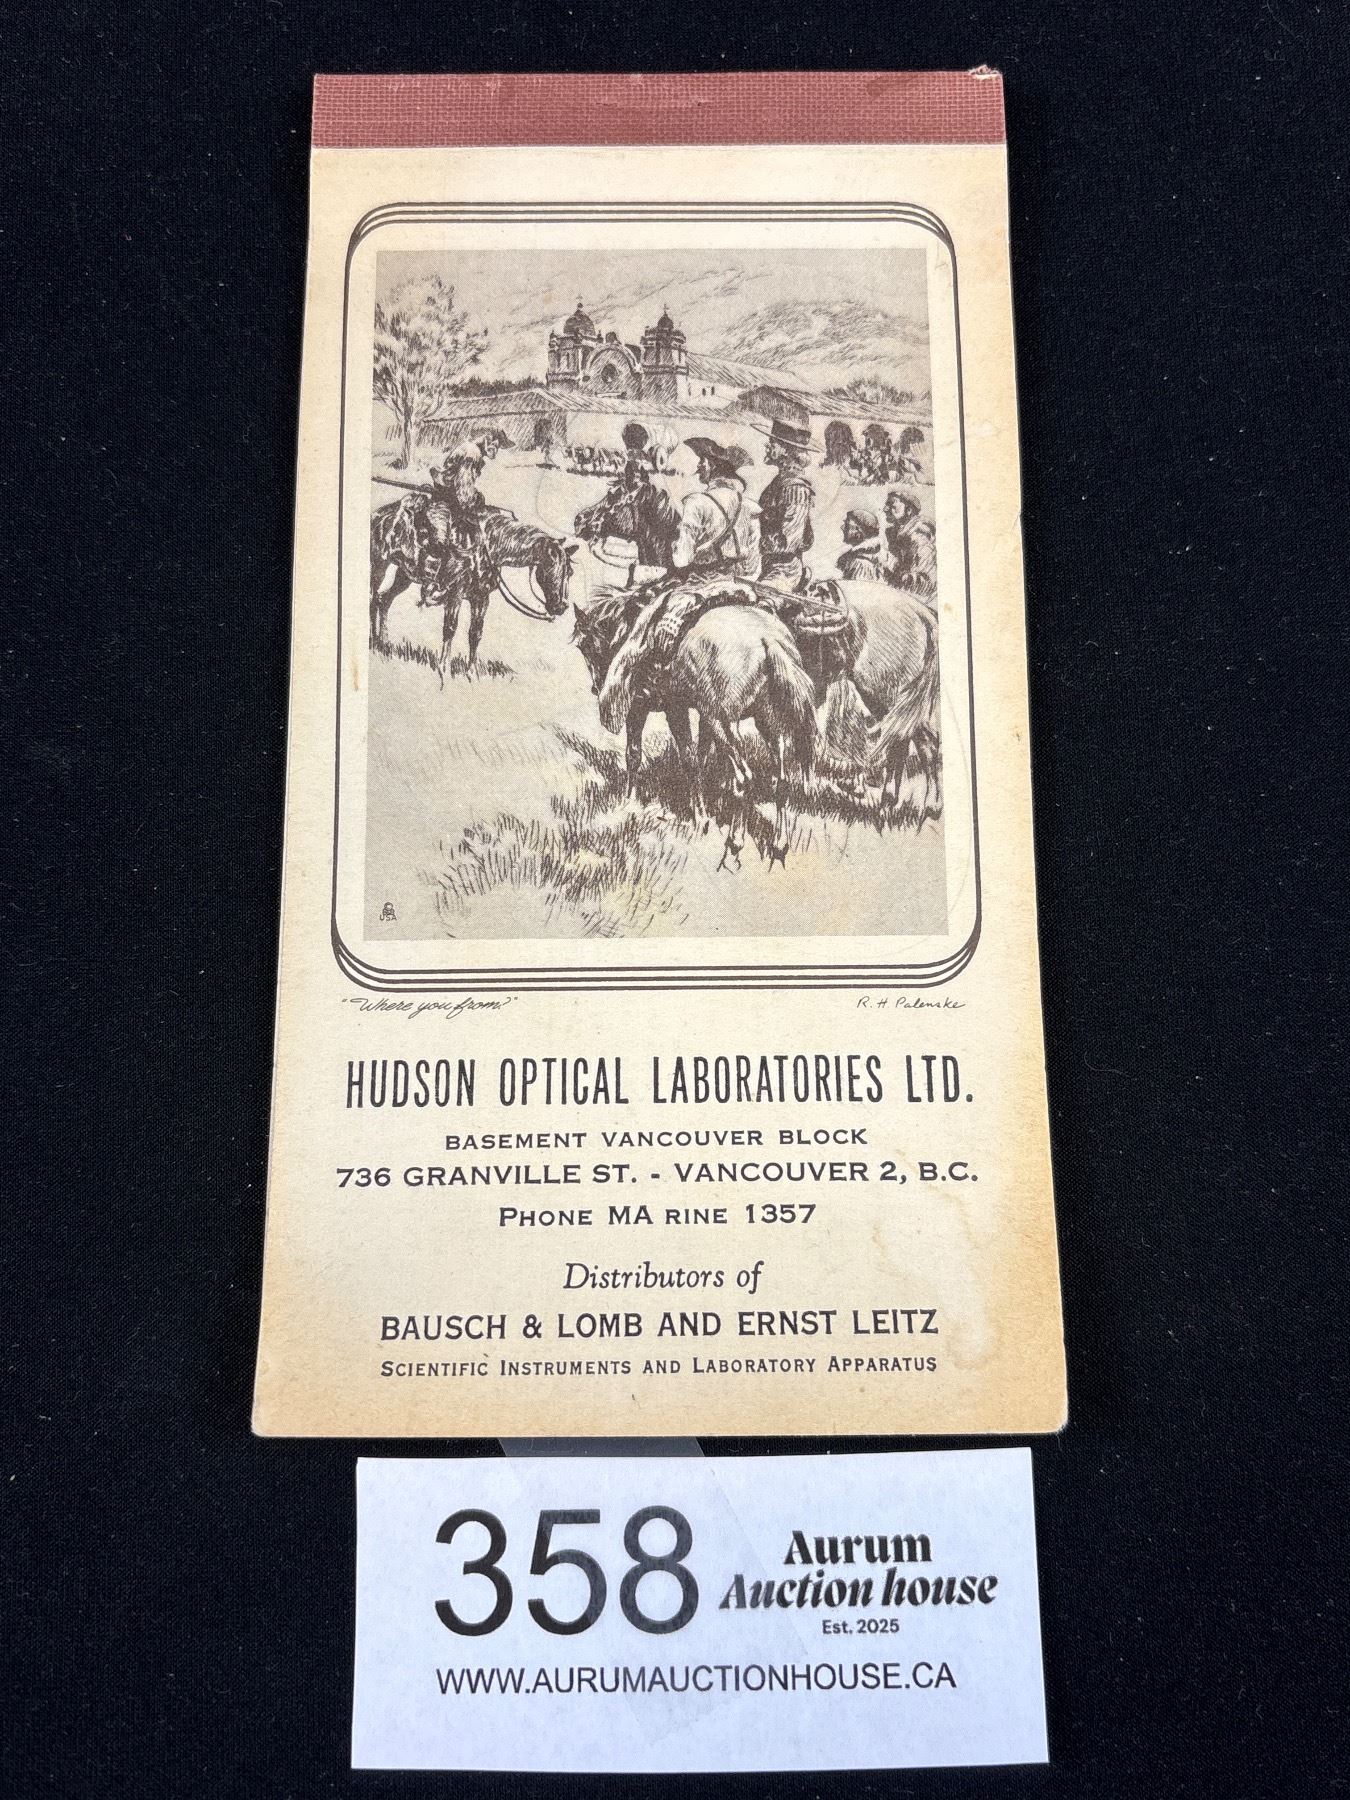 USA
"Where you from?"
R. H. Palenske
HUDSON OPTICAL LABORATORIES LTD.
BASEMENT VANCOUVER BLOCK
736 GRANVILLE ST. - VANCOUVER 2, B.C.
PHONE MA RINE 1357
Distributors of
BAUSCH & LOMB AND ERNST LEITZ
SCIENTIFIC INSTRUMENTS AND LABORATORY APPARATUS
358
Aurum
Auction house
Est. 2025
WWW.AURUMAUCTIONHOUSE.CA